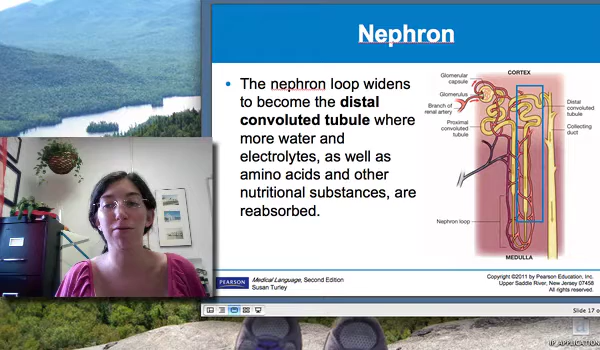 Nephron
• The nephron loop widens
to become the distal
convoluted tubule where
more water and
electrolytes, as well as
amino acids and other
nutritional substances, are
reabsorbed.
CORTEX
Glomerular
capsule
Glomerulus
Branch of
renal artery
Proximal
convoluted
tubule
Distal
convoluted
tubule
Collecting
duct
Nephron loop
MEDULLA
PEARSON
Medical Language, Second Edition
Susan Turley
Copyright ©2011 by Pearson Education, Inc.
Upper Saddle River, New Jersey 07458
All rights reserved.
Slide 17 o
IP_APPLICATION